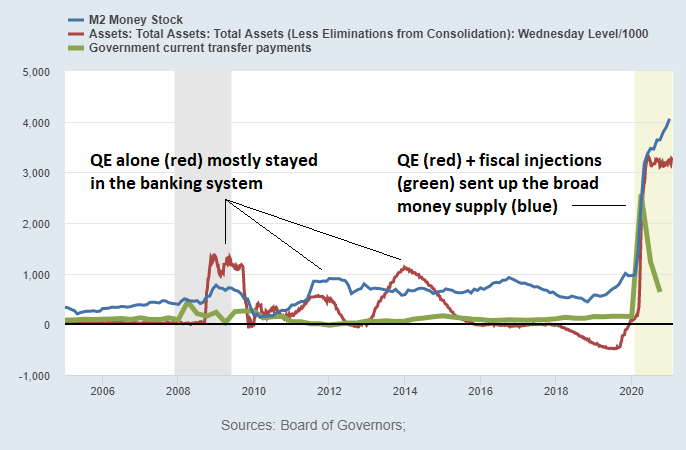 M2 Money Stock
Assets: Total Assets: Total Assets (Less Eliminations from Consolidation): Wednesday Level/1000
Government current transfer payments
5,000
4,000
3,000
2,000
1,000
0
-1,000
QE alone (red) mostly stayed
in the banking system
QE (red) + fiscal injections
(green) sent up the broad
money supply (blue)
2006 2008 2010 2012 2014 2016 2018 2020
Sources: Board of Governors;